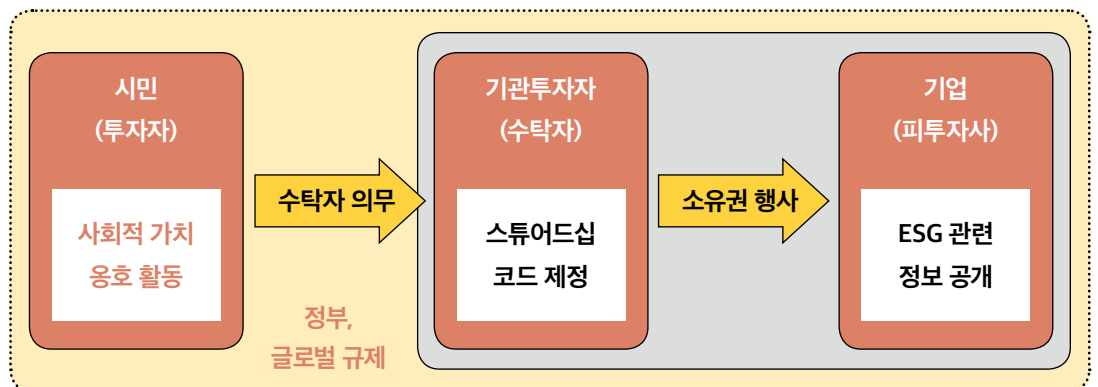 시민
(투자자)
사회적 가치
옹호 활동
수탁자 의무
정부,
글로벌 규제
기관투자자
(수탁자)
스튜어드십
코드 제정
소유권 행사
기업
(피투자사)
ESG 관련
정보 공개